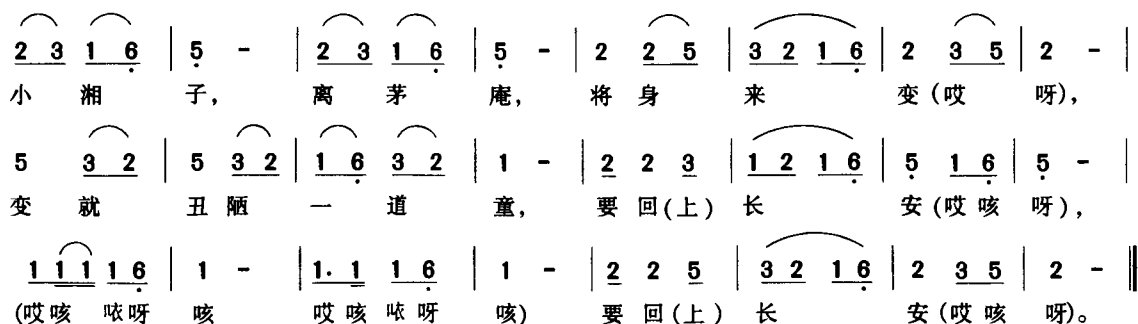 2 3 1 6 | 5 - | 2 3 1 6 | 5 - | 2 2 5 | 3 2 1 6 | 2 3 5 | 2 - |
小 湘 子， 离 茅 庵， 将 身 来 变（哎 呀），
5 3 2 | 5 3 2 | 1 6 3 2 | 1 - | 2 2 3 | 1 2 1 6 | 5 1 6 | 5 - |
变 就 丑 陋 一 道 童， 要 回（上） 长 安（哎 咳 呀），
1 1 1 1 6 | 1 - | 1. 1 1 6 | 1 - | 2 2 5 | 3 2 1 6 | 2 3 5 | 2 - ‖
（哎 咳 咴 呀 咳 哎 咳 咴 呀 咳） 要 回（上） 长 安（哎 咳 呀）。